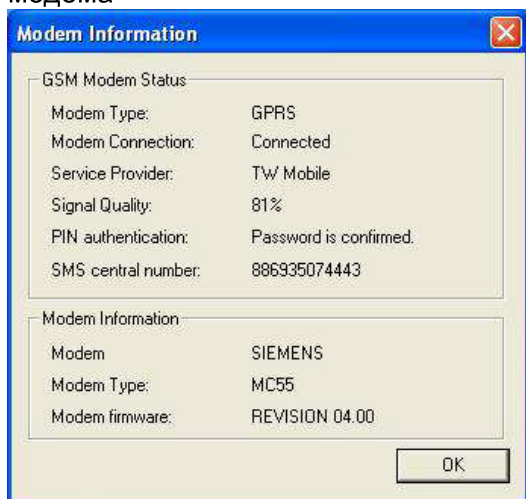 модема
Modem Information
GSM Modem Status
Modem Type: GPRS
Modem Connection: Connected
Service Provider: TW Mobile
Signal Quality: 81%
PIN authentication: Password is confirmed.
SMS central number: 886935074443
Modem Information
Modem SIEMENS
Modem Type: MC55
Modem firmware: REVISION 04.00
OK